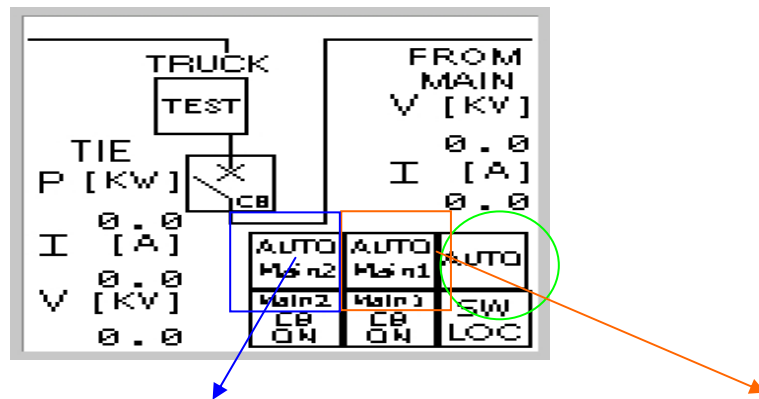 TRUCK
TEST
FROM
MAIN
V [KV]
0.0
I [A]
0.0
TIE
P [KW]
0.0
I [A]
0.0
V [KV]
0.0
CB
AUTO
Main2
AUTO
Main1
AUTO
Main2
CB
ON
Main1
CB
ON
SW
LOC